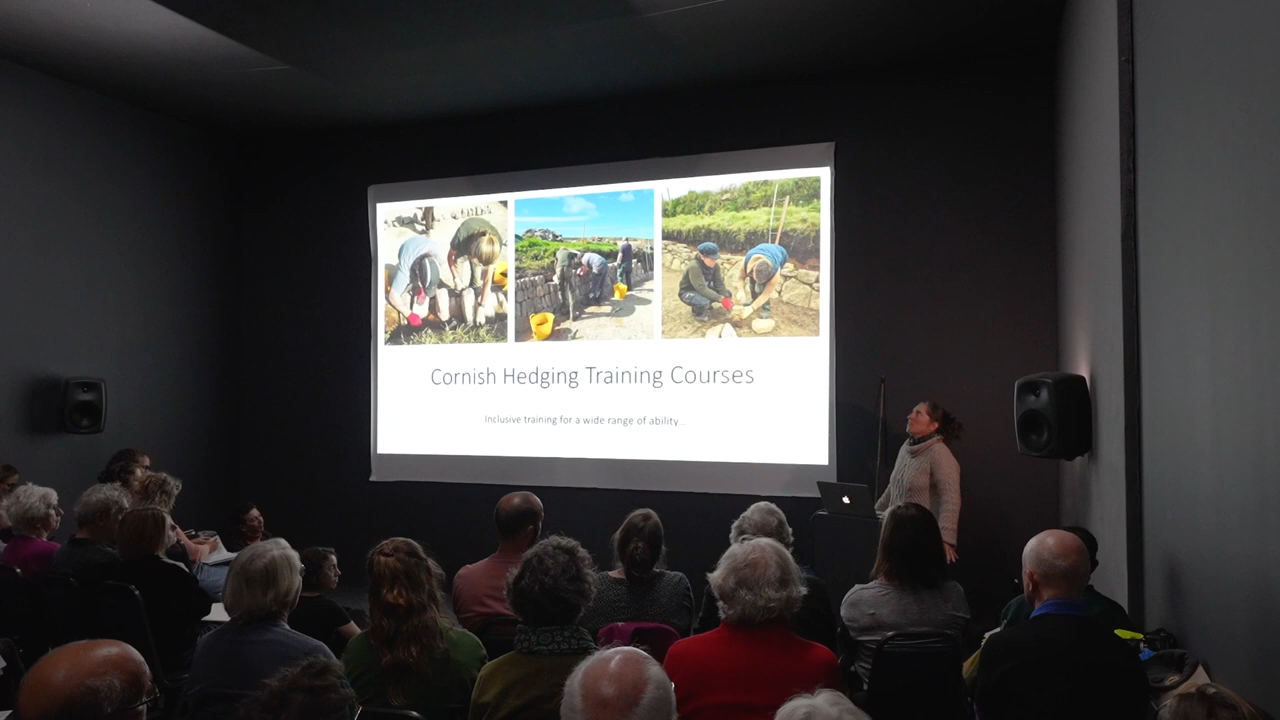 Cornish Hedging Training Courses
Inclusive training for a wide range of ability...